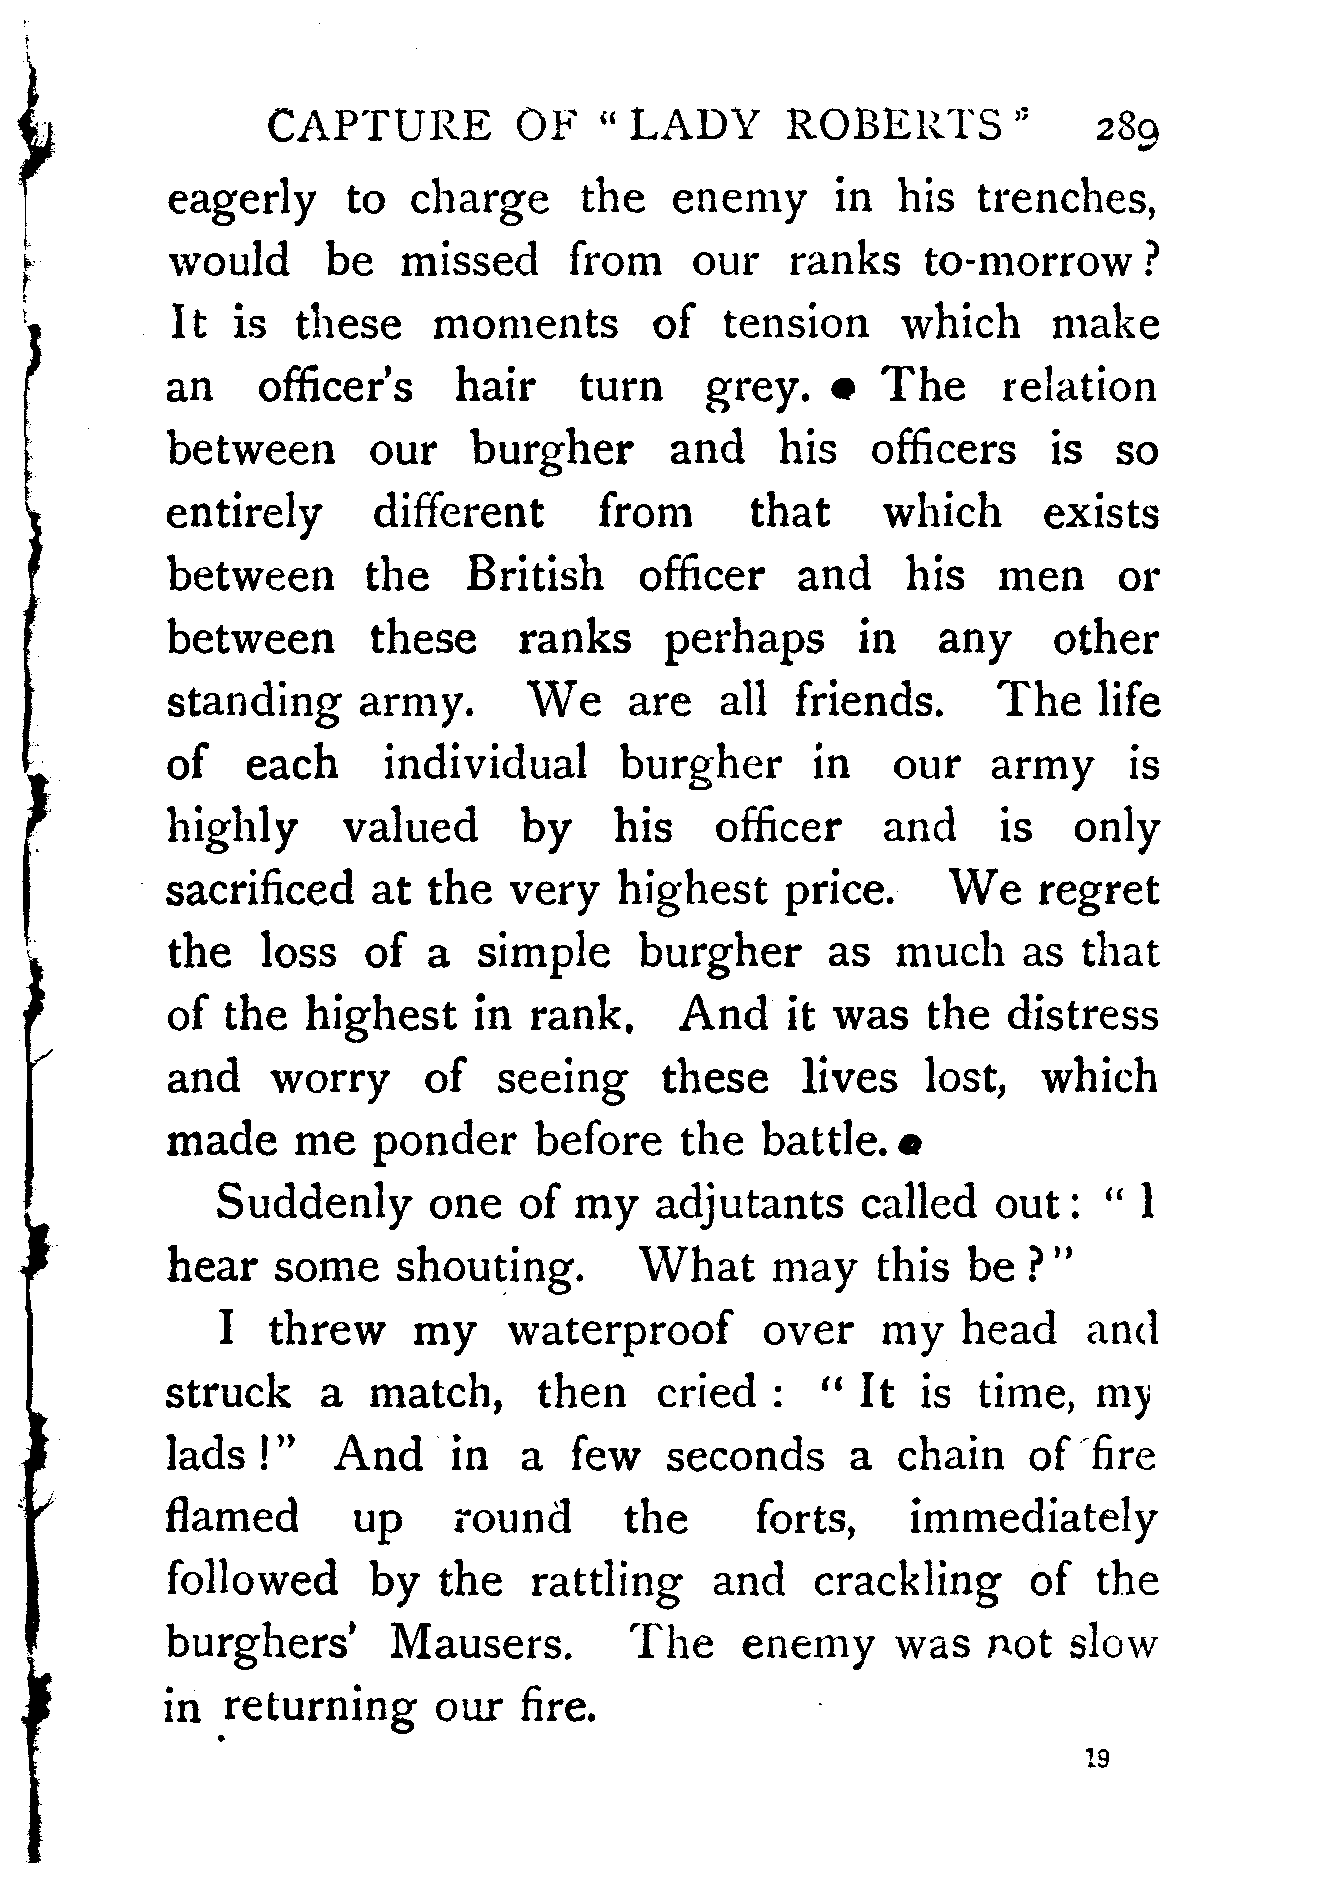 CAPTURE OF “ LADY ROBERTS ” 289
eagerly to charge the enemy in his trenches,
would be missed from our ranks to-morrow ?
It is these moments of tension which make
an officer's hair turn grey. • The relation
between our burgher and his officers is so
entirely different from that which exists
between the British officer and his men or
between these ranks perhaps in any other
standing army. We are all friends. The life
of each individual burgher in our army is
highly valued by his officer and is only
sacrificed at the very highest price. We regret
the loss of a simple burgher as much as that
of the highest in rank. And it was the distress
and worry of seeing these lives lost, which
made me ponder before the battle. •
Suddenly one of my adjutants called out : “ I
hear some shouting. What may this be ? ”
I threw my waterproof over my head and
struck a match, then cried : “ It is time, my
lads ! ” And in a few seconds a chain of fire
flamed up round the forts, immediately
followed by the rattling and crackling of the
burghers' Mausers. The enemy was not slow
in returning our fire.
19